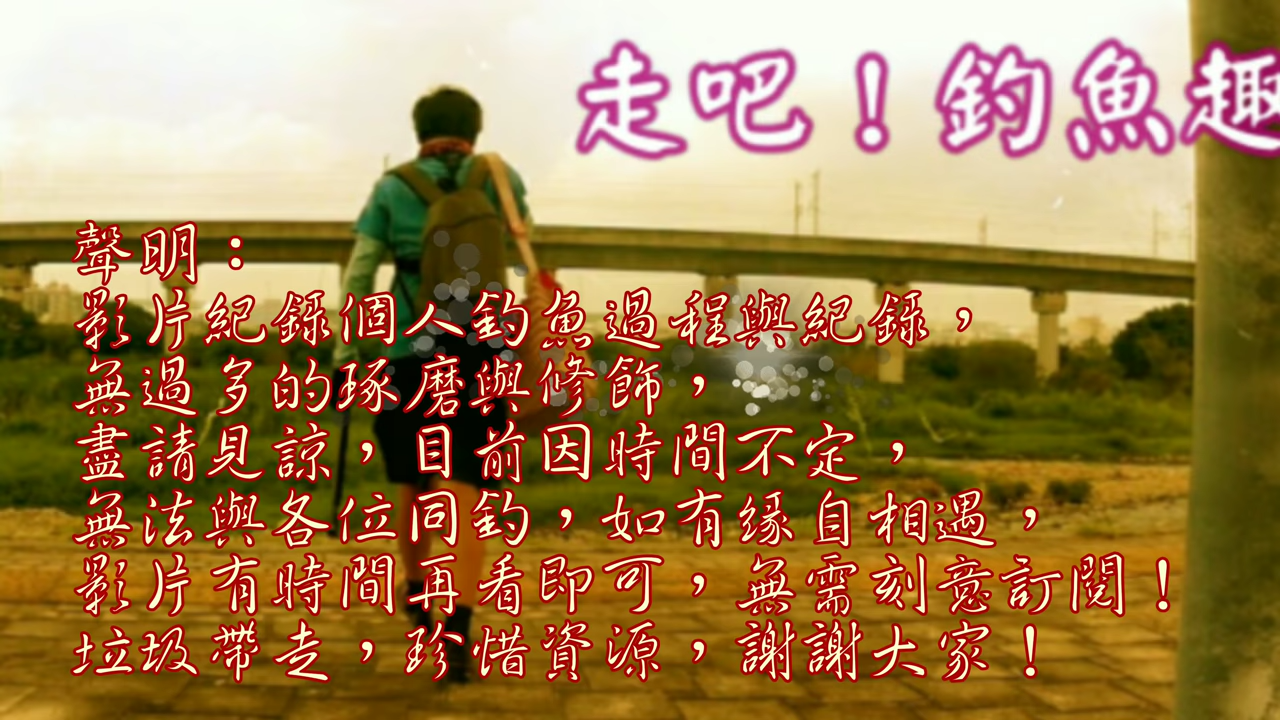 走吧！釣魚趣
聲明：
影片紀錄個人釣魚過程與紀錄，
無過多的琢磨與修飾，
盡請見諒，目前因時間不定，
無法與各位同釣，如有緣自相遇，
影片有時間再看即可，無需刻意訂閱！
垃圾帶走，珍惜資源，謝謝大家！